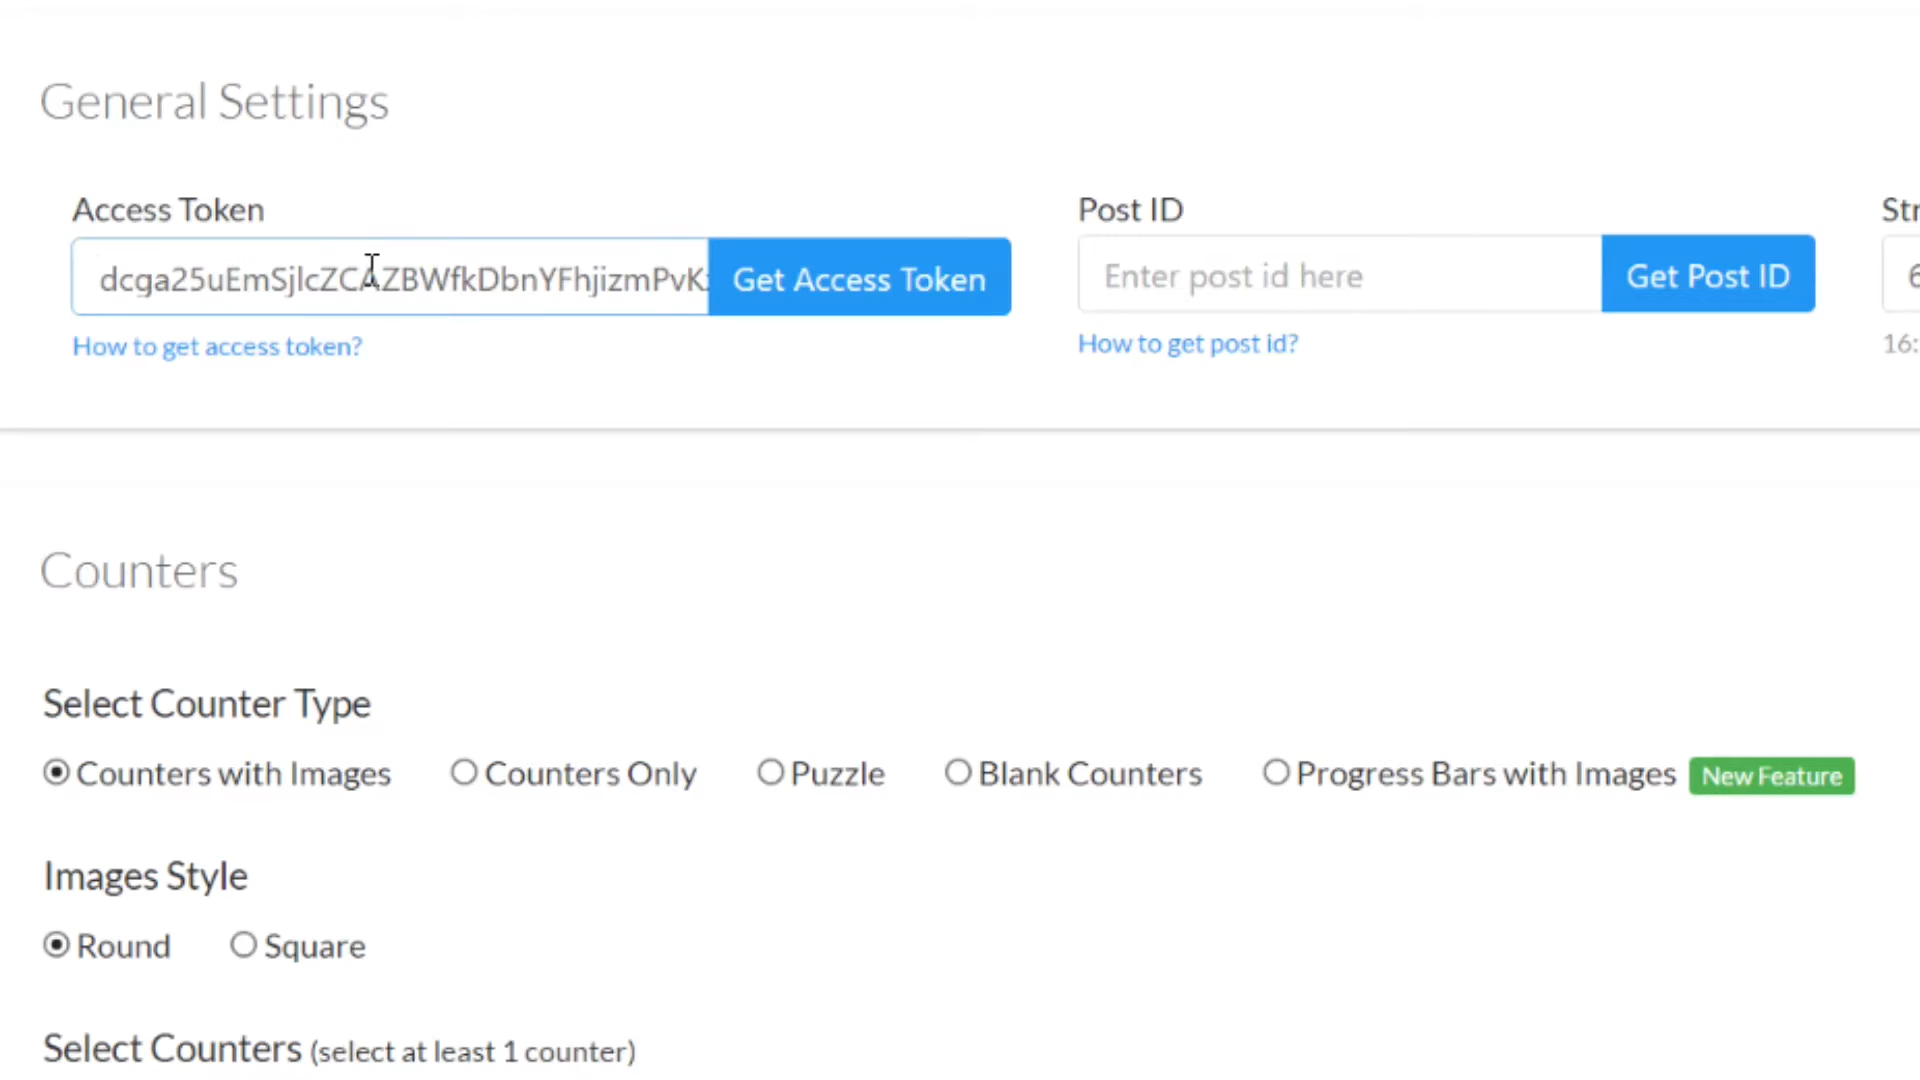 General Settings
Access Token
Post ID
dcga25uEmSjlcZCAZBWfkDbnYFhjizmPvK
Get Access Token
Enter post id here
Get Post ID
How to get access token?
How to get post id?
16:
Counters
Select Counter Type
Counters with Images
Counters Only
Puzzle
Blank Counters
Progress Bars with Images
New Feature
Images Style
Round
Square
Select Counters (select at least 1 counter)